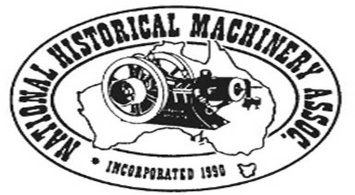 NATIONAL HISTORICAL MACHINERY ASSOC.
INCORPORATED 1990